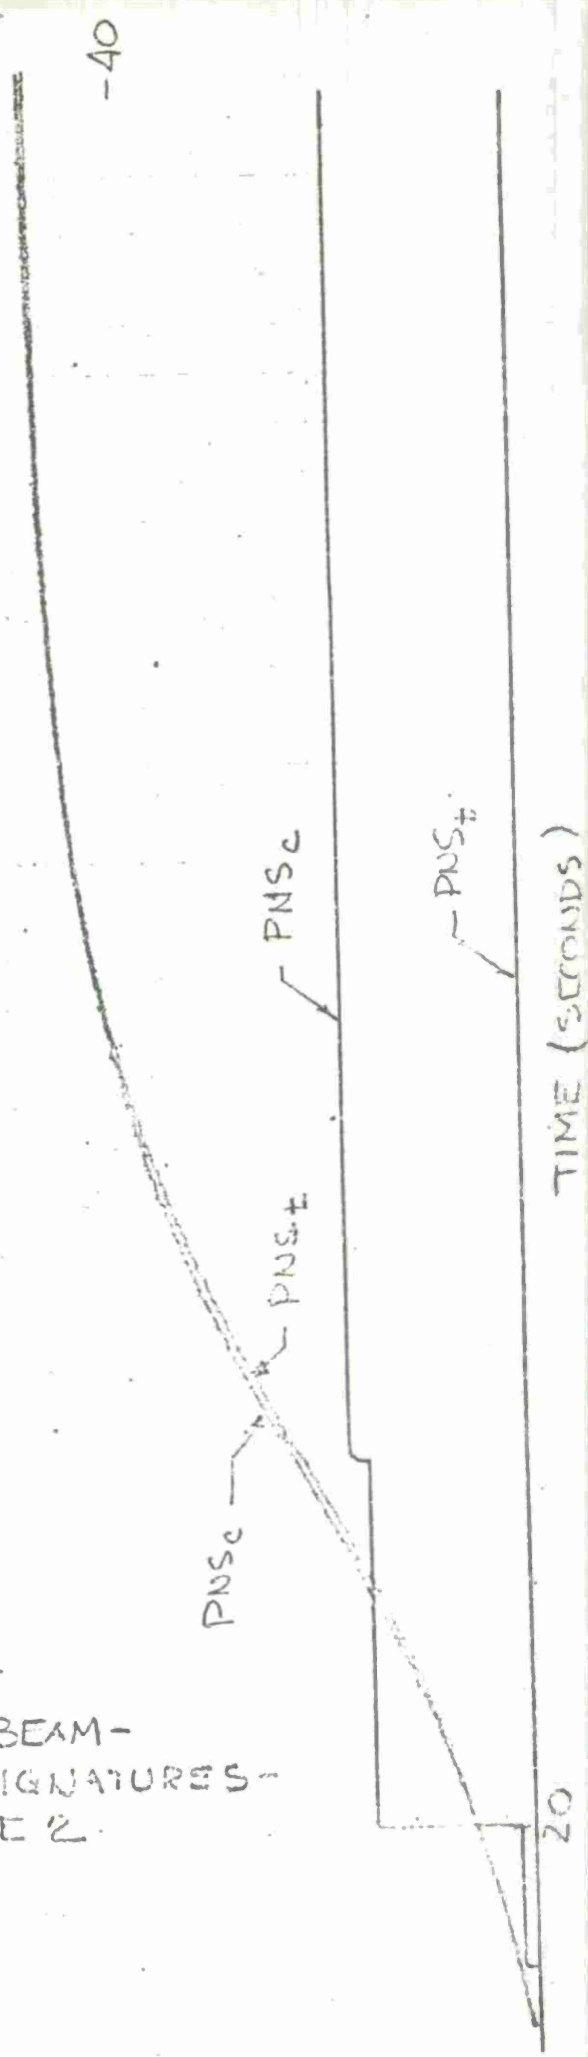 -40
PNSc
PNSt
PNSt
PNSc
TIME (SECONDS)
20
BEAM-
IGNATURES-
E 2